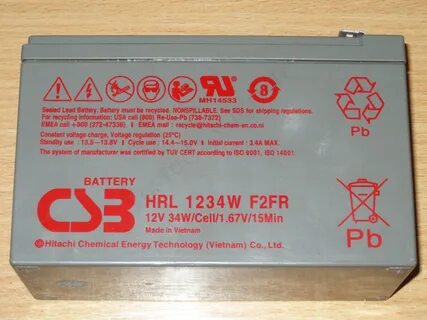 MH14533
Sealed Lead Battery. Battery must be recycled. NONSPILLABLE. See SDS for shipping regulations.
For recycling information: USA call (800) Re-Use-Pb (738-7372)
EMEA call + 800 (272-47336) EMEA mail : recycle@hitachi-chem-en.co.nl
Constant voltage charge, Voltage regulation (25°C)
Standby use : 13.5~13.8V Cycle use : 14.4~15.0V Initial current : 3.4A MAX.
The system of manufacturer was certified by TUV CERT according to ISO 9001, ISO 14001.
Pb
BATTERY
CSB
HRL 1234W F2FR
12V 34W/Cell/1.67V/15Min
Made in Vietnam
Hitachi Chemical Energy Technology (Vietnam) Co., Ltd.
Pb